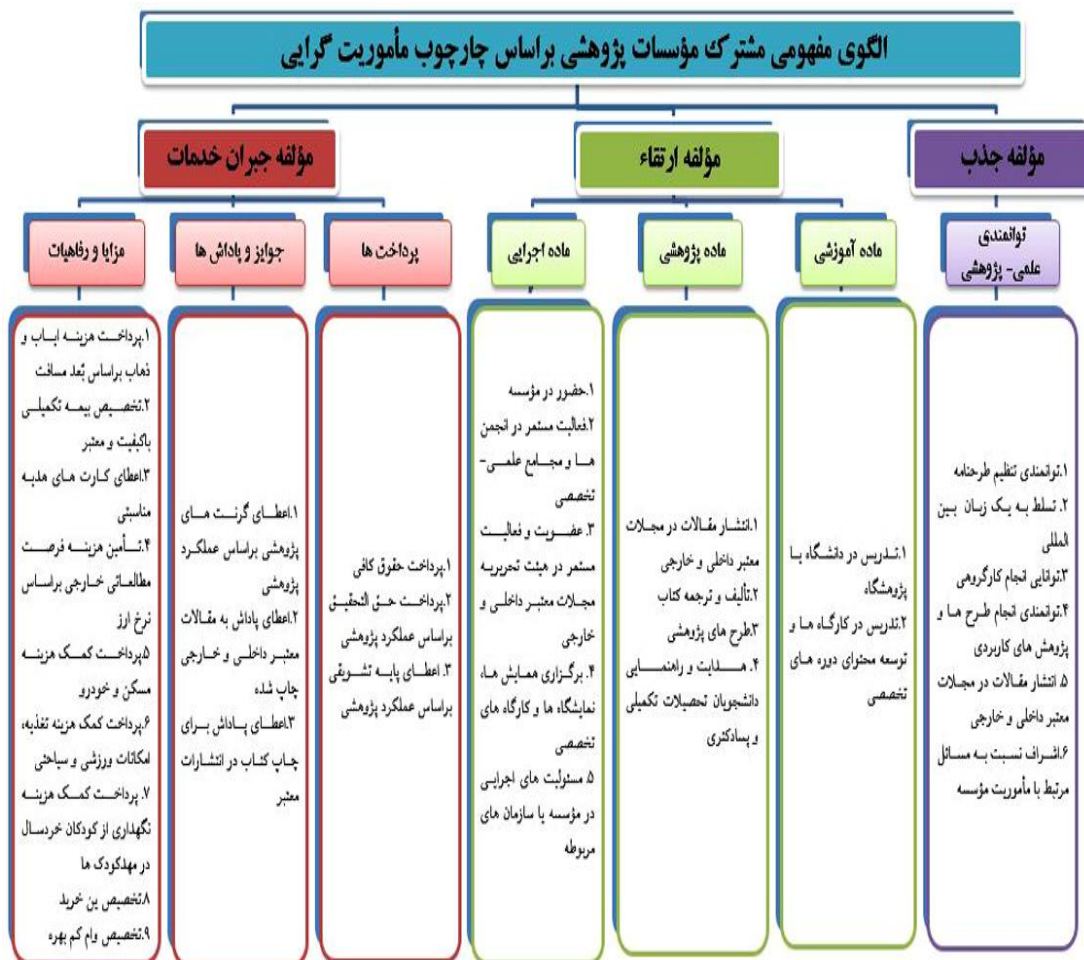 الگوی مفهومی مشترک مؤسسات پژوهشی براساس چارچوب مأموریت گرایی
مؤلفه جذب
توانمندی
علمی- پژوهشی
۱.توانمندی تنظیم طرحنامه
۲. تسلط به یک زبان بین
المللی
۳.توانایی انجام کارگروهی
۴.توانمندی انجام طرح ها و
پژوهش های کاربردی
۵. انتشار مقالات در مجلات
معتبر داخلی و خارجی
۶.اشراف نسبت به مسائل
مرتبط با مأموریت مؤسسه
مؤلفه ارتقاء
ماده آموزشی
۱.تدریس در دانشگاه یا
پژوهشگاه
۲.تدریس در کارگاه ها و
توسعه محتوای دوره های
تخصصی
ماده پژوهشی
۱.انتشار مقالات در مجلات
معتبر داخلی و خارجی
۲.تألیف و ترجمه کتاب
۳.طرح های پژوهشی
۴. هدایت و راهنمایی
دانشجویان تحصیلات تکمیلی
و پسادکتری
ماده اجرایی
۱.حضور در مؤسسه
۲.فعالیت مستمر در انجمن
ها و مجامع علمی-
تخصصی
۳. عضویت و فعالیت
مستمر در هیئت تحریریه
مجلات معتبر داخلی و
خارجی
۴. برگزاری همایش ها،
نمایشگاه ها و کارگاه های
تخصصی
۵. مسئولیت های اجرایی
در مؤسسه یا سازمان های
مربوطه
مؤلفه جبران خدمات
پرداخت ها
۱.پرداخت حقوق کافی
۲.پرداخت حق التحقیق
براساس عملکرد پژوهشی
۳. اعطای پایه تشویقی
براساس عملکرد پژوهشی
جوایز و پاداش ها
۱.اعطای گرنت های
پژوهشی براساس عملکرد
پژوهشی
۲.اعطای پاداش به مقالات
معتبر داخلی و خارجی
چاپ شده
۳.اعطای پاداش برای
چاپ کتاب در انتشارات
معتبر
مزایا و رفاهیات
۱.پرداخت هزینه ایاب و
ذهاب براساس بُعد مسافت
۲.تخصیص بیمه تکمیلی
باکیفیت و معتبر
۳.اعطای کارت های هدیه
مناسبتی
۴.تأمین هزینه فرصت
مطالعاتی خارجی براساس
نرخ ارز
۵.پرداخت کمک هزینه
مسکن و خودرو
۶.پرداخت کمک هزینه تغذیه،
امکانات ورزشی و سیاحتی
۷. پرداخت کمک هزینه
نگهداری از کودکان خردسال
در مهدکودک ها
۸.تخصیص بن خرید
۹.تخصیص وام کم بهره